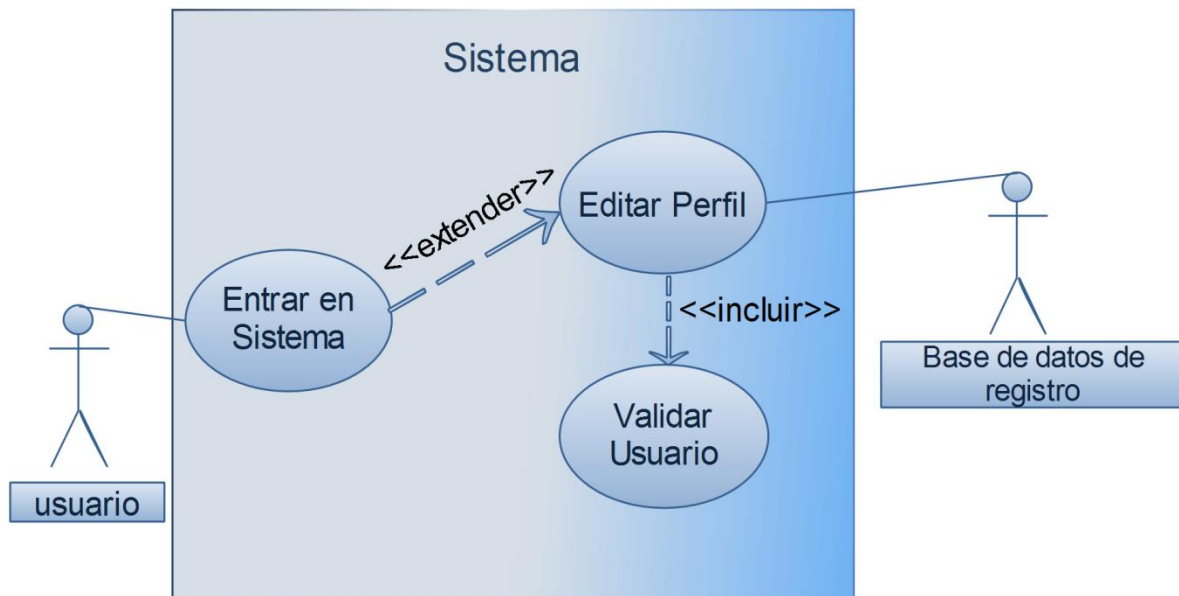 Sistema
<<extender>>
Editar Perfil
Entrar en
Sistema
<<incluir>>
Validar
Usuario
usuario
Base de datos de
registro